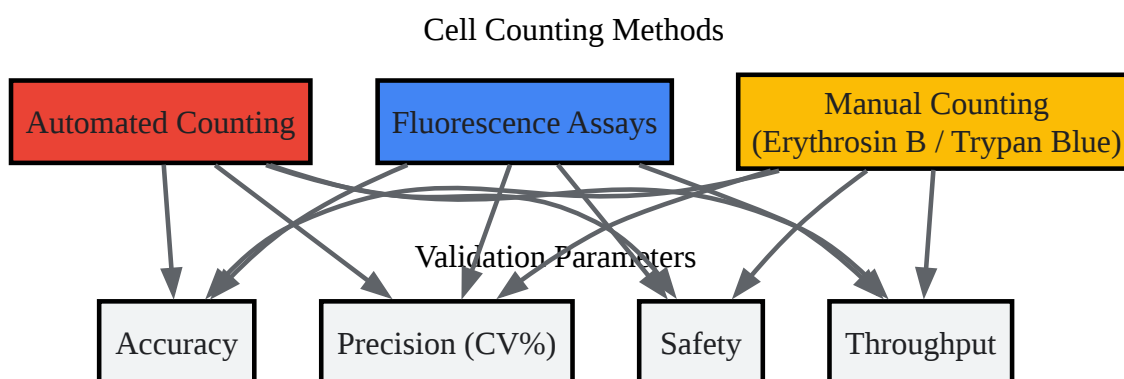 Cell Counting Methods
Automated Counting
Fluorescence Assays
Manual Counting
(Erythrosin B / Trypan Blue)
Validation Parameters
Accuracy
Precision (CV%)
Safety
Throughput